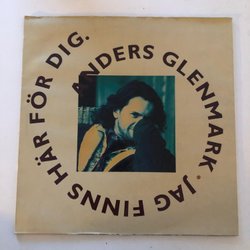 ANDERS GLENMARK · JAG FINNS HÄR FÖR DIG.